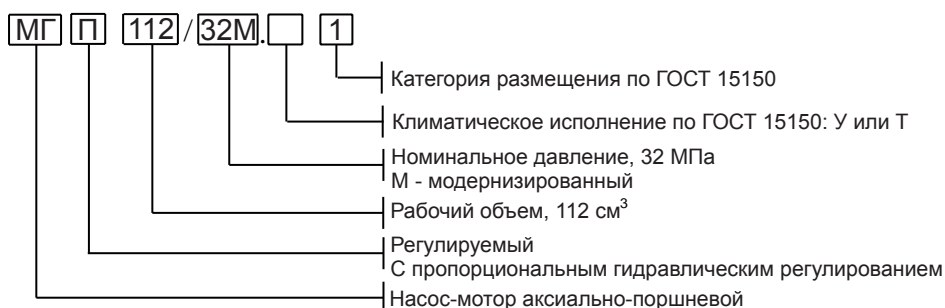 МГ П 112/32М. 1
Категория размещения по ГОСТ 15150
Климатическое исполнение по ГОСТ 15150: У или Т
Номинальное давление, 32 МПа
М - модернизированный
Рабочий объем, 112 см³
Регулируемый
С пропорциональным гидравлическим регулированием
Насос-мотор аксиально-поршневой